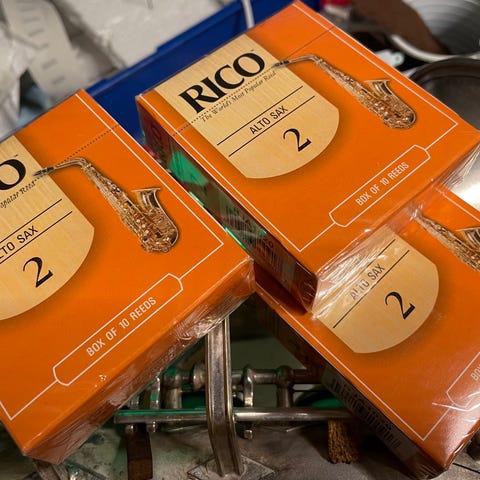 RICO
The World's Most Popular Reed
ALTO SAX
2
BOX OF 10 REEDS
O
ALTO SAX
2
BOX OF 10 REEDS
ALTO SAX
2